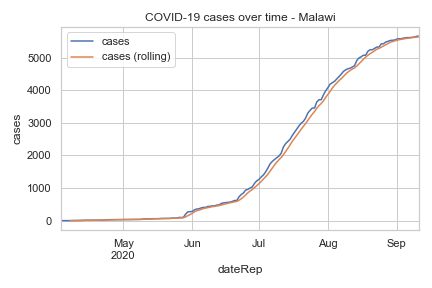 COVID-19 cases over time - Malawi
cases
cases (rolling)
cases
5000
4000
3000
2000
1000
0
May
2020
Jun
Jul
Aug
Sep
dateRep